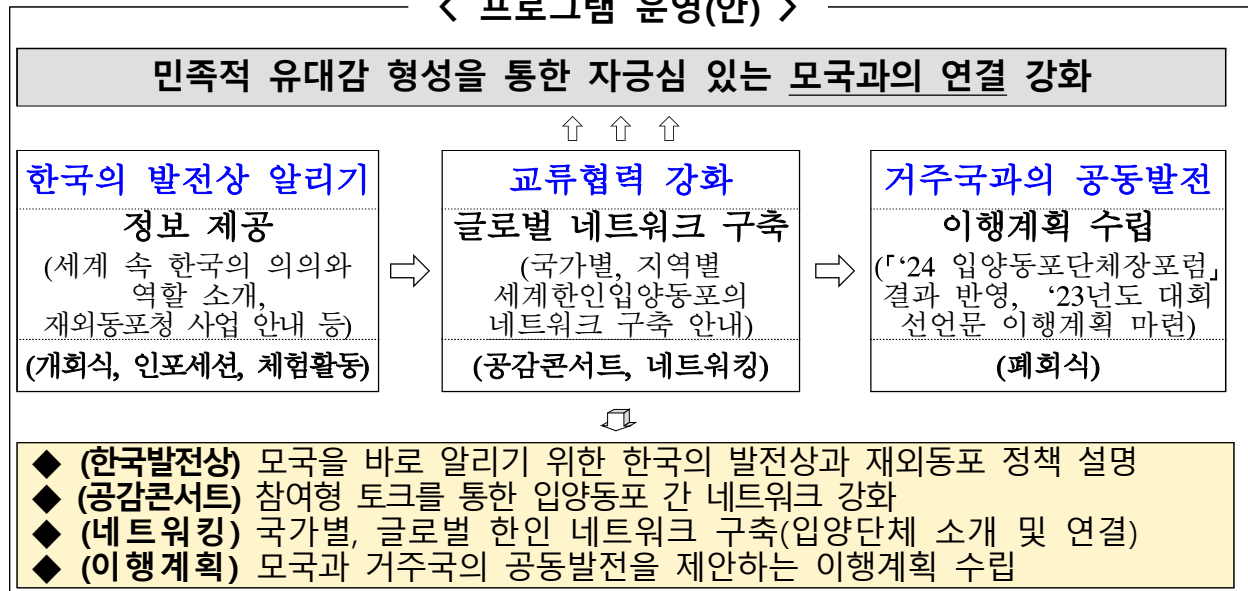 < 프로그램 운영(안) >
민족적 유대감 형성을 통한 자긍심 있는 모국과의 연결 강화
⇧ ⇧ ⇧
한국의 발전상 알리기
정보 제공
(세계 속 한국의 의의와
역할 소개,
재외동포청 사업 안내 등)
(개회식, 인포세션, 체험활동)
⇨
교류협력 강화
글로벌 네트워크 구축
(국가별, 지역별
세계한인입양동포의
네트워크 구축 안내)
(공감콘서트, 네트워킹)
⇨
거주국과의 공동발전
이행계획 수립
(「‘24 입양동포단체장포럼」
결과 반영, ‘23년도 대회
선언문 이행계획 마련)
(폐회식)
◆ (한국발전상) 모국을 바로 알리기 위한 한국의 발전상과 재외동포 정책 설명
◆ (공감콘서트) 참여형 토크를 통한 입양동포 간 네트워크 강화
◆ (네트워킹) 국가별, 글로벌 한인 네트워크 구축(입양단체 소개 및 연결)
◆ (이행계획) 모국과 거주국의 공동발전을 제안하는 이행계획 수립